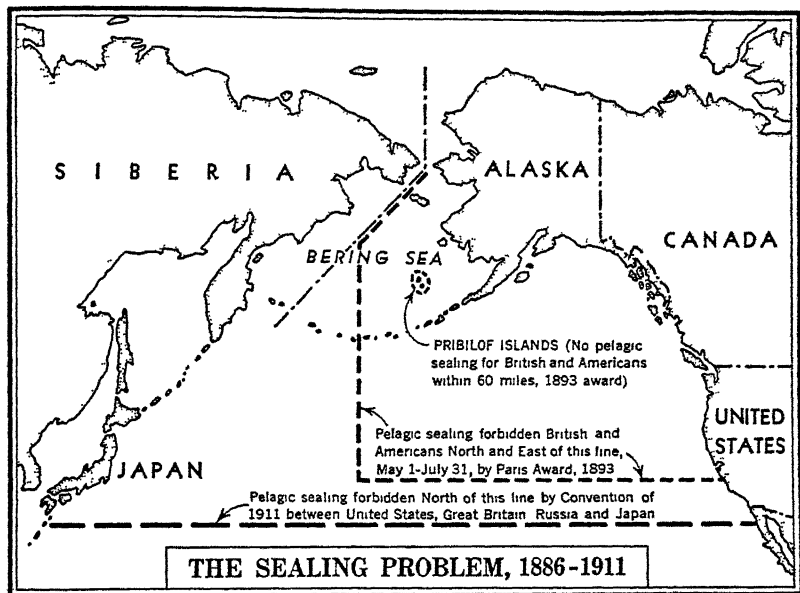 SIBERIA
ALASKA
CANADA
BERING SEA
PRIBILOF ISLANDS (No pelagic
sealing for British and Americans
within 60 miles, 1893 award)
UNITED
STATES
Pelagic sealing forbidden British and
Americans North and East of this line,
May 1-July 31, by Paris Award, 1893
JAPAN
Pelagic sealing forbidden North of this line by Convention of
1911 between United States, Great Britain Russia and Japan
THE SEALING PROBLEM, 1886-1911